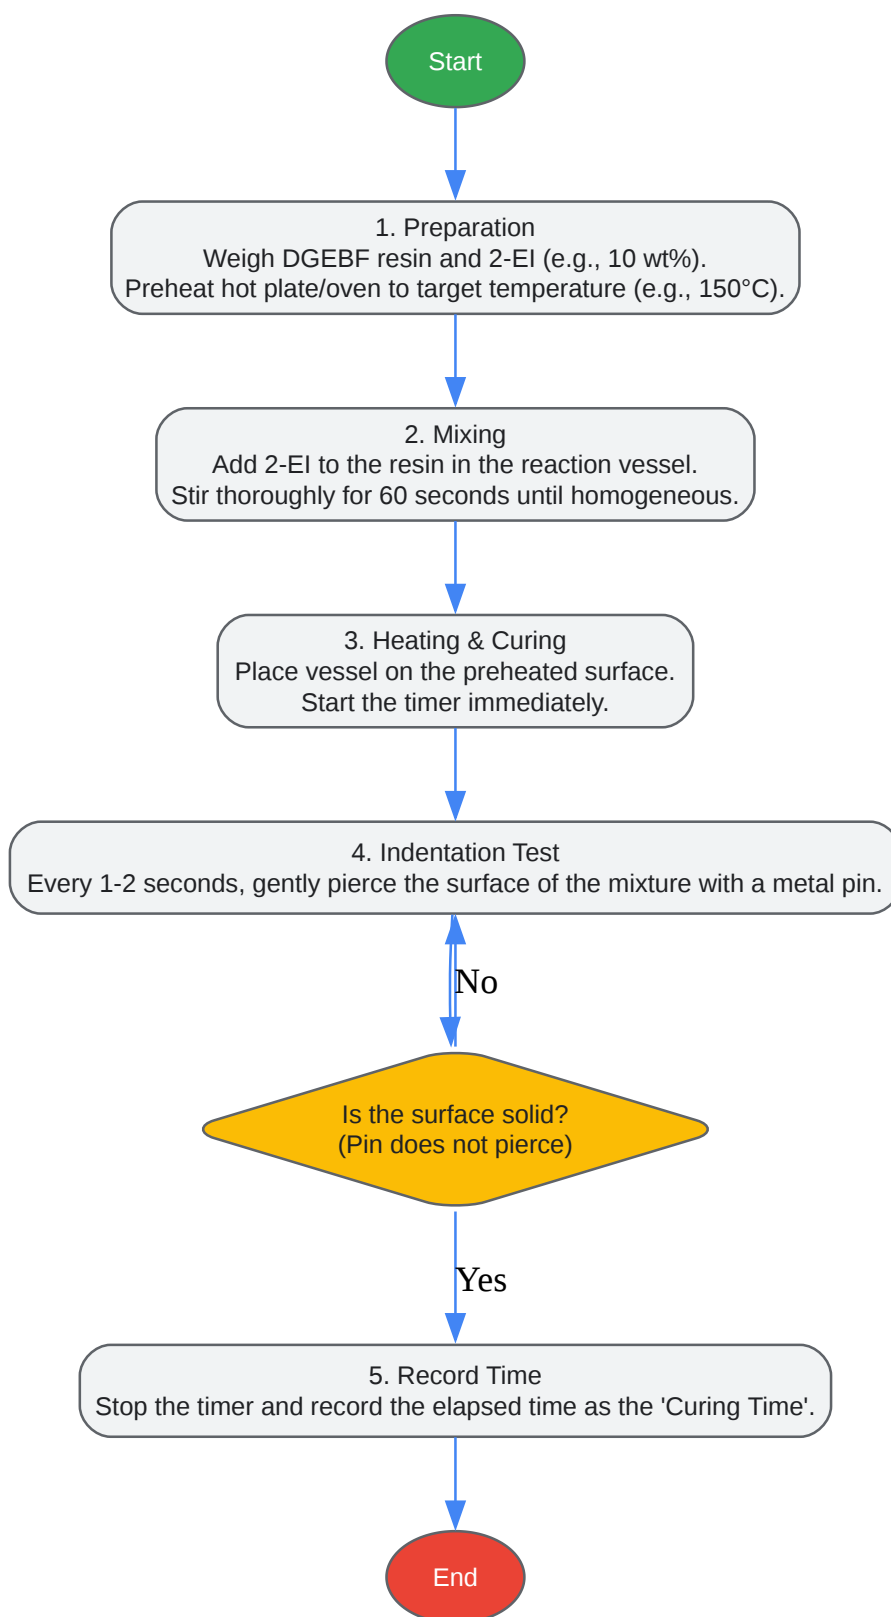 Start
1. Preparation
Weigh DGEBF resin and 2-EI (e.g., 10 wt%).
Preheat hot plate/oven to target temperature (e.g., 150°C).
2. Mixing
Add 2-EI to the resin in the reaction vessel.
Stir thoroughly for 60 seconds until homogeneous.
3. Heating & Curing
Place vessel on the preheated surface.
Start the timer immediately.
4. Indentation Test
Every 1-2 seconds, gently pierce the surface of the mixture with a metal pin.
No
Is the surface solid?
(Pin does not pierce)
Yes
5. Record Time
Stop the timer and record the elapsed time as the 'Curing Time'.
End